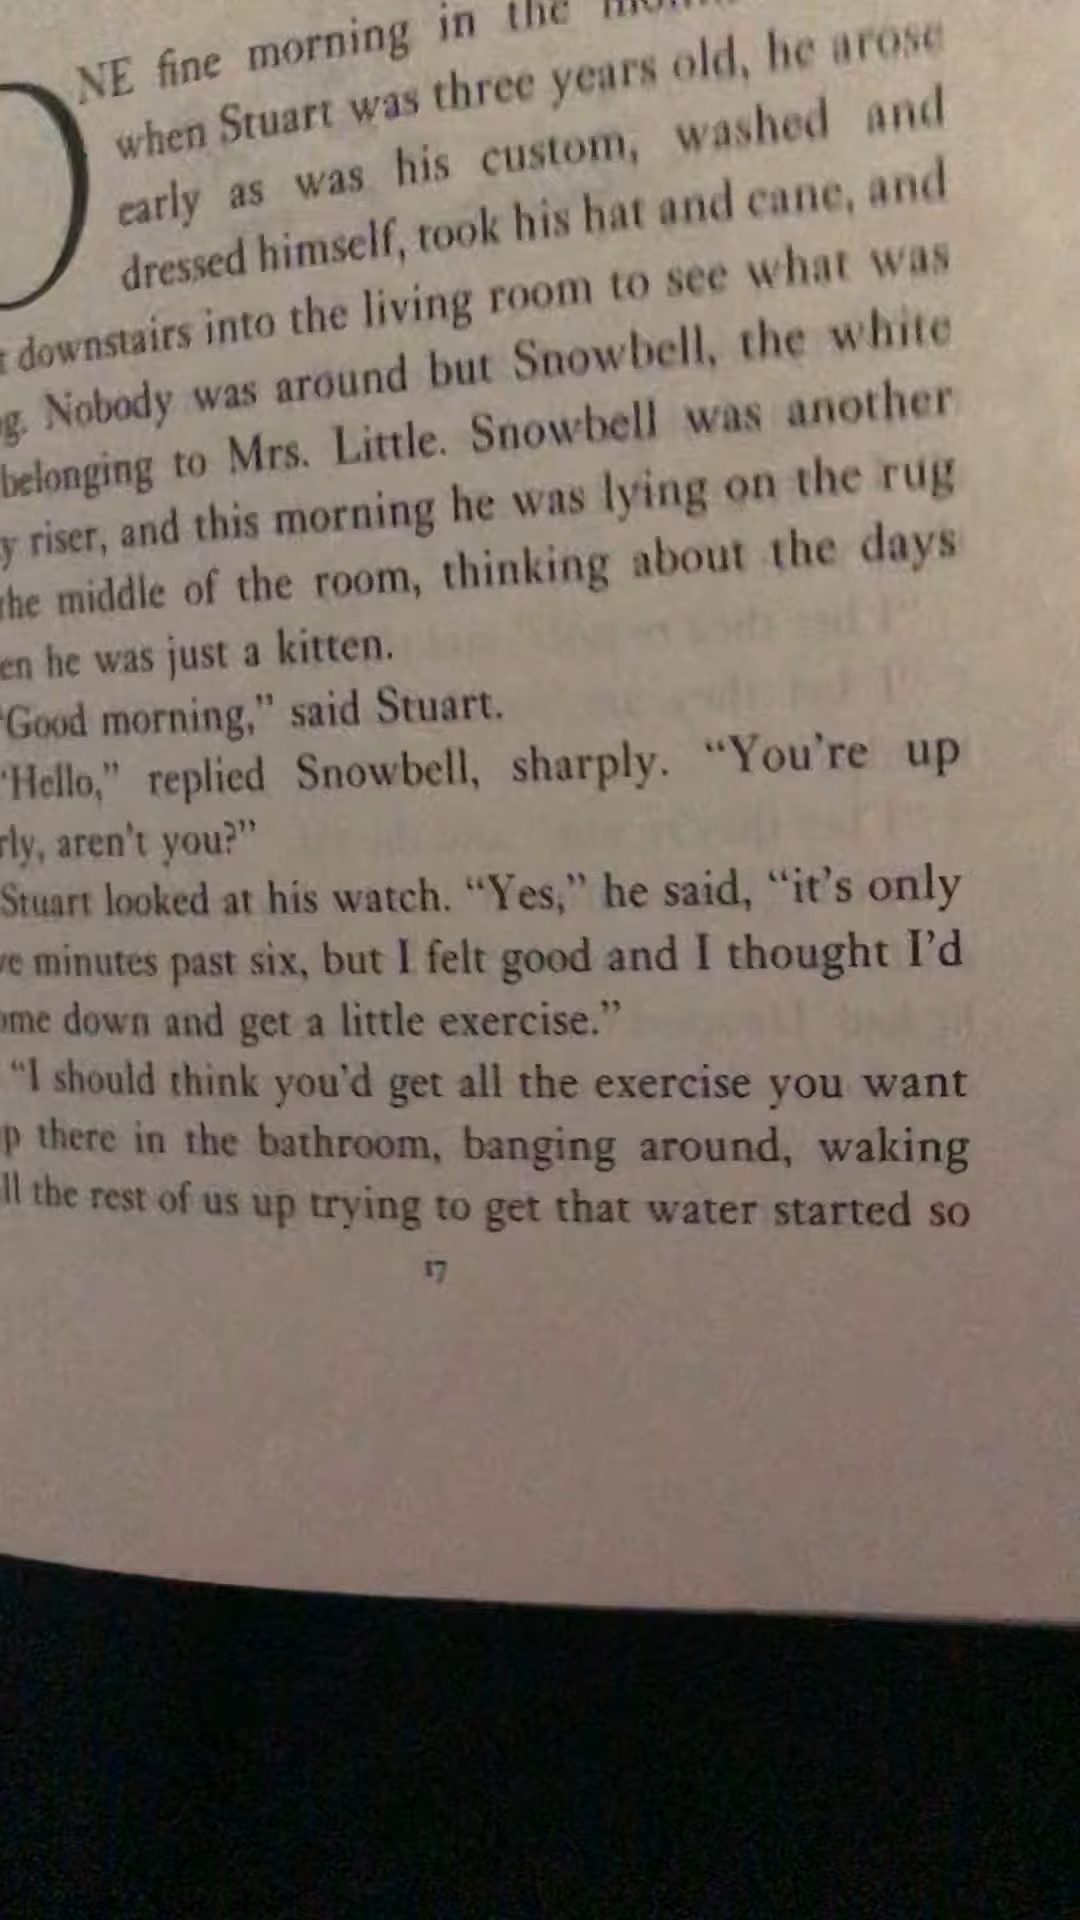 ONE fine morning in the
when Stuart was three years old, he arose
early as was his custom, washed and
dressed himself, took his hat and cane, and
downstairs into the living room to see what was
Nobody was around but Snowbell, the white
belonging to Mrs. Little. Snowbell was another
riser, and this morning he was lying on the rug
the middle of the room, thinking about the days
he was just a kitten.
“Good morning,” said Stuart.
“Hello,” replied Snowbell, sharply. “You're up
aren't you?”
Stuart looked at his watch. “Yes,” he said, “it's only
minutes past six, but I felt good and I thought I'd
down and get a little exercise.”
“I should think you'd get all the exercise you want
there in the bathroom, banging around, waking
the rest of us up trying to get that water started so
17